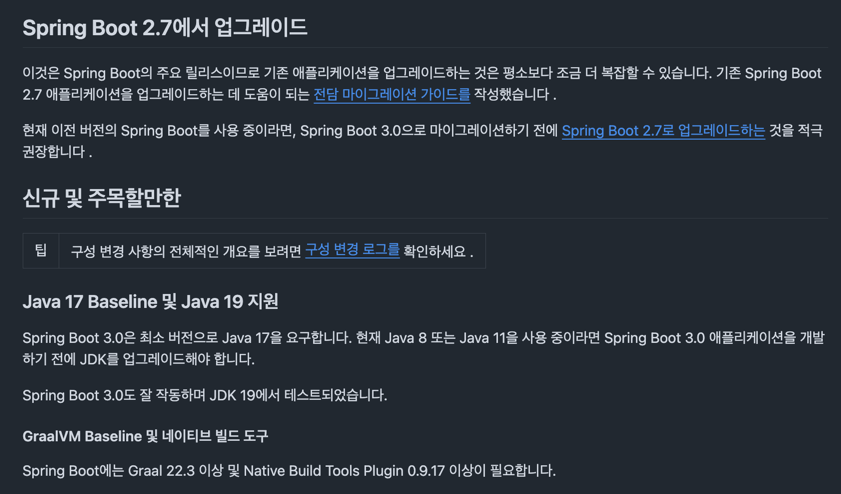 Spring Boot 2.7에서 업그레이드
이것은 Spring Boot의 주요 릴리스이므로 기존 애플리케이션을 업그레이드하는 것은 평소보다 조금 더 복잡할 수 있습니다. 기존 Spring Boot
2.7 애플리케이션을 업그레이드하는 데 도움이 되는 전담 마이그레이션 가이드를 작성했습니다 .
현재 이전 버전의 Spring Boot를 사용 중이라면, Spring Boot 3.0으로 마이그레이션하기 전에 Spring Boot 2.7로 업그레이드하는 것을 적극
권장합니다 .
신규 및 주목할만한
팁 구성 변경 사항의 전체적인 개요를 보려면 구성 변경 로그를 확인하세요 .
Java 17 Baseline 및 Java 19 지원
Spring Boot 3.0은 최소 버전으로 Java 17을 요구합니다. 현재 Java 8 또는 Java 11을 사용 중이라면 Spring Boot 3.0 애플리케이션을 개발
하기 전에 JDK를 업그레이드해야 합니다.
Spring Boot 3.0도 잘 작동하며 JDK 19에서 테스트되었습니다.
GraalVM Baseline 및 네이티브 빌드 도구
Spring Boot에는 Graal 22.3 이상 및 Native Build Tools Plugin 0.9.17 이상이 필요합니다.